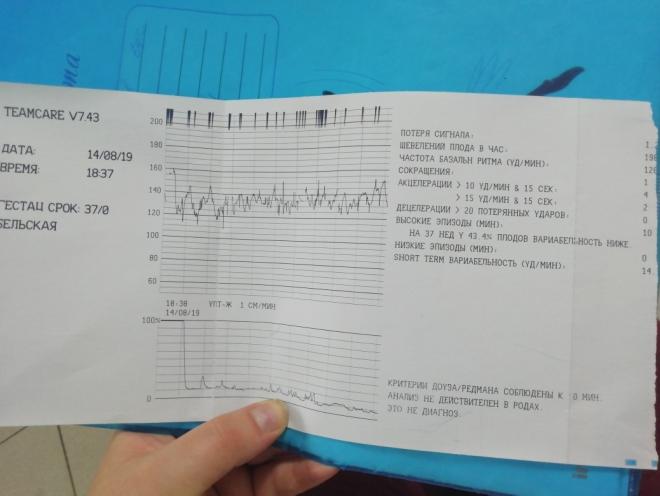 TEAMCARE V7.43
ДАТА: 14/08/19
ВРЕМЯ: 18:37
ГЕСТАЦ СРОК: 37/0
БЕЛЬСКАЯ
200
180
160
140
120
100
80
60
18:38 УЛТ-Ж 1 СМ/МИН
14/08/19
100%
0
ПОТЕРЯ СИГНАЛА: 1.
ШЕВЕЛЕНИЙ ПЛОДА В ЧАС: 198
ЧАСТОТА БАЗАЛЬН РИТМА (УД/МИН): 126
СОКРАЩЕНИЯ: 1
АКЦЕЛЕРАЦИИ > 10 УД/МИН & 15 СЕК: 4
> 15 УД/МИН & 15 СЕК: 2
ДЕЦЕЛЕРАЦИИ > 20 ПОТЕРЯННЫХ УДАРОВ: 0
ВЫСОКИЕ ЭПИЗОДЫ (МИН): 10
НА 37 НЕД У 43.4% ПЛОДОВ ВАРИАБЕЛЬНОСТЬ НИЖЕ
НИЗКИЕ ЭПИЗОДЫ (МИН): 0
SHORT TERM ВАРИАБЕЛЬНОСТЬ (УД/МИН): 14.
КРИТЕРИИ ДОУЗА/РЕДМАНА СОБЛЮДЕНЫ К 0 МИН.
АНАЛИЗ НЕ ДЕЙСТВИТЕЛЕН В РОДАХ.
ЭТО НЕ ДИАГНОЗ.